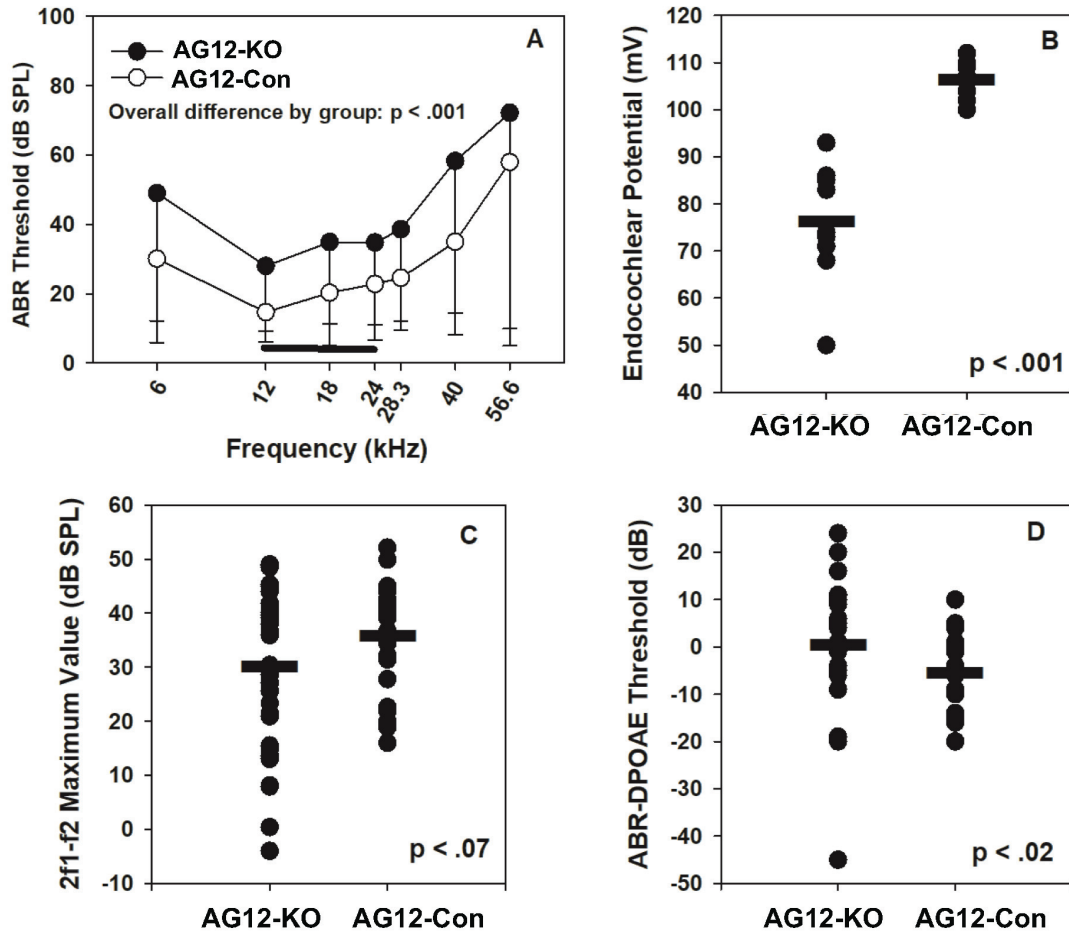 A
ABR Threshold (dB SPL)
100
80
60
40
20
0
AG12-KO
AG12-Con
Overall difference by group: p < .001
6
12
18
24
28.3
40
56.6
Frequency (kHz)
B
Endocochlear Potential (mV)
120
110
100
90
80
70
60
50
40
p < .001
AG12-KO AG12-Con
C
2f1-f2 Maximum Value (dB SPL)
60
50
40
30
20
10
0
-10
p < .07
AG12-KO AG12-Con
D
ABR-DPOAE Threshold (dB)
30
20
10
0
-10
-20
-30
-40
-50
p < .02
AG12-KO AG12-Con